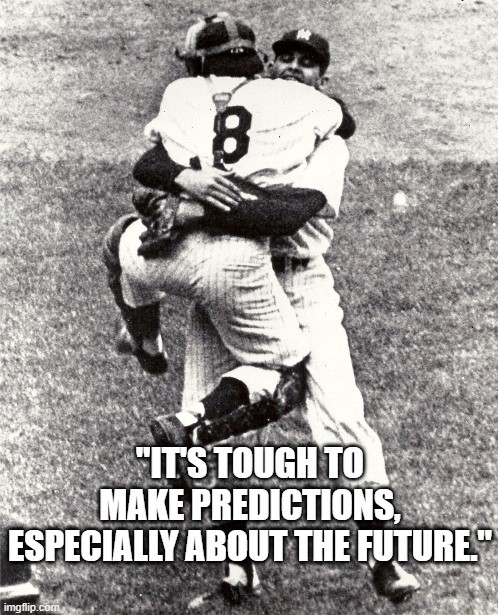 8
"IT'S TOUGH TO
MAKE PREDICTIONS,
ESPECIALLY ABOUT THE FUTURE."
imgflip.com